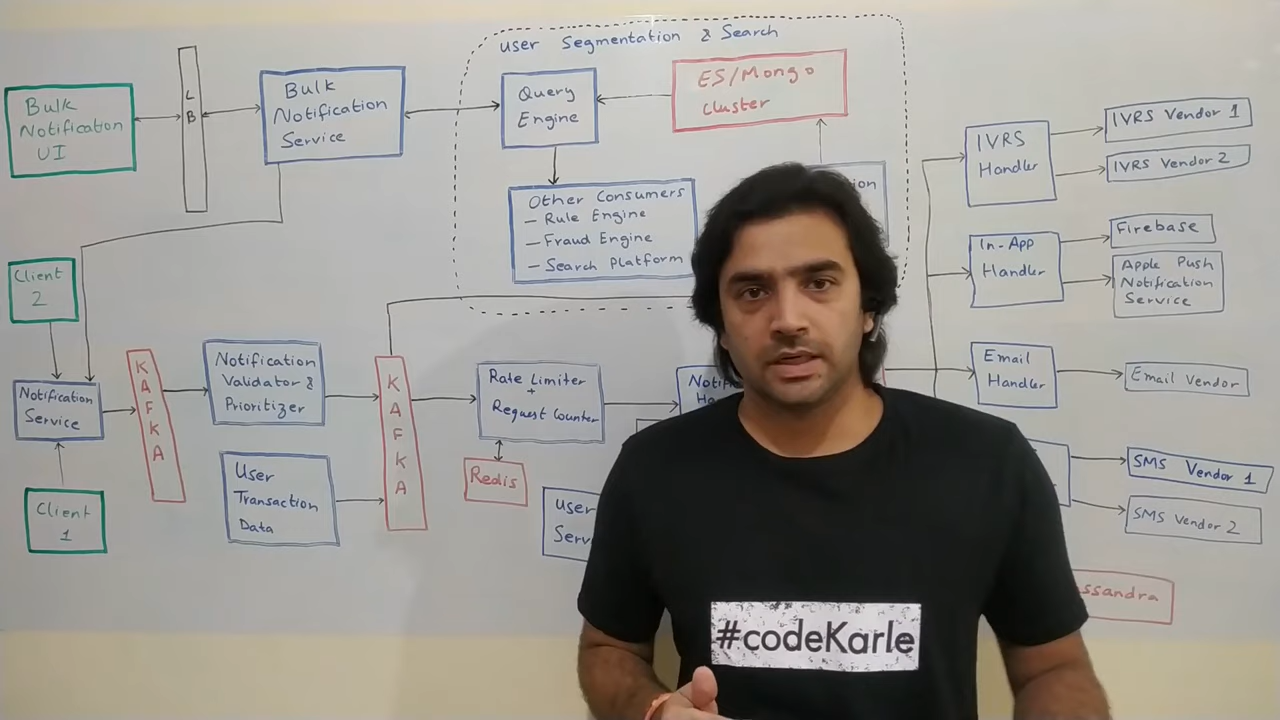 User Segmentation & Search
Bulk
Notification
UI
L
B
Bulk
Notification
Service
Query
Engine
ES/Mongo
Cluster
Other Consumers
- Rule Engine
- Fraud Engine
- Search Platform
IVRS
Handler
IVRS Vendor 1
IVRS Vendor 2
In-App
Handler
Firebase
Apple Push
Notification
Service
Client
2
Notification
Service
Client
1
KAFKA
Notification
Validator &
Prioritizer
User
Transaction
Data
KAFKA
Rate Limiter
+
Request Counter
Redis
User
Email
Handler
Email Vendor
SMS Vendor 1
SMS Vendor 2
#codeKarle